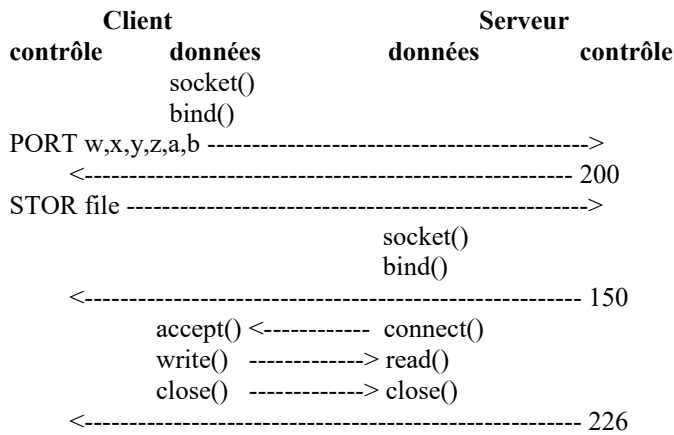 Client Serveur
contrôle données données contrôle
socket()
bind()
PORT w,x,y,z,a,b ------------------------------------------->
<------------------------------------------------------- 200
STOR file ---------------------------------------------------->
socket()
bind()
<-------------------------------------------------------- 150
accept() <------------ connect()
write() -------------> read()
close() -------------> close()
<-------------------------------------------------------- 226